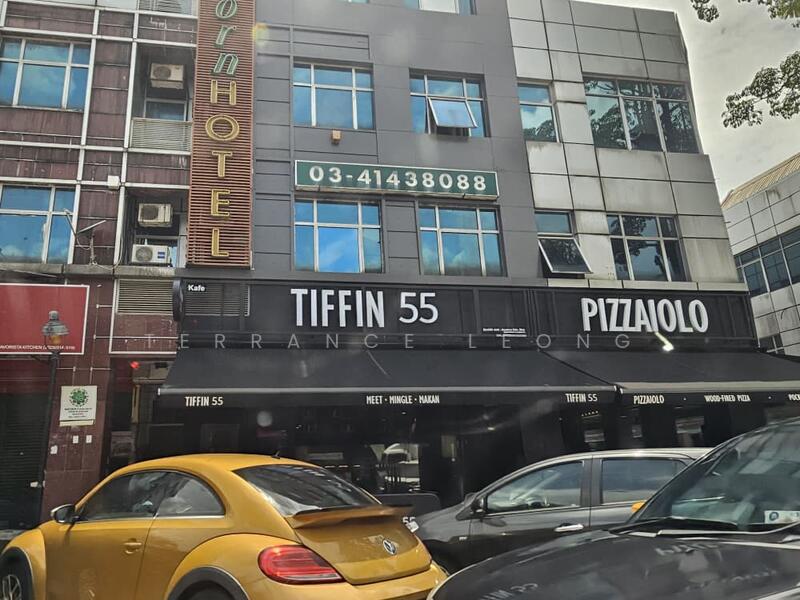 ornHOTEL
03-41438088
Kafe
TIFFIN 55
PIZZAIOLO
TERRANCE LEONG
TIFFIN 55
MEET · MINGLE · MAKAN
TIFFIN 55
PIZZAIOLO
WOOD-FIRED PIZZA